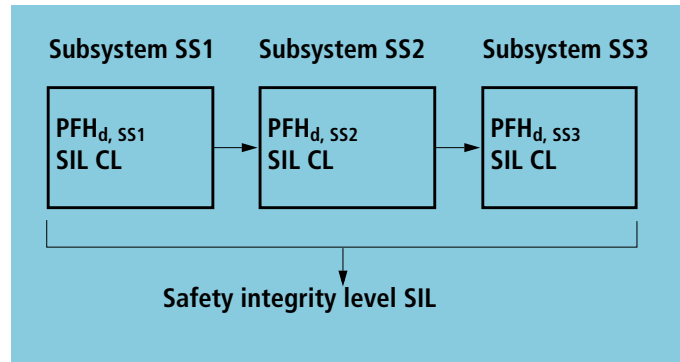 Subsystem SS1
Subsystem SS2
Subsystem SS3
PFHd, SS1
SIL CL
PFHd, SS2
SIL CL
PFHd, SS3
SIL CL
Safety integrity level SIL